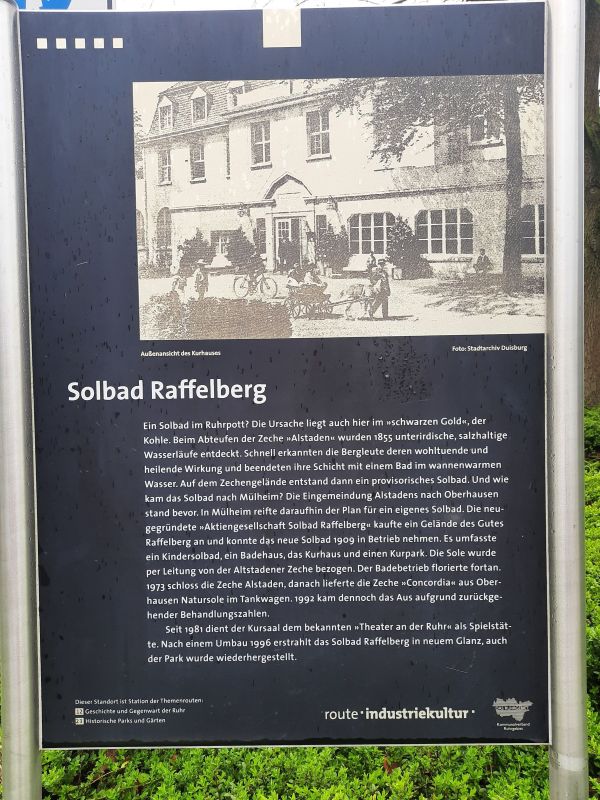 Außenansicht des Kurhauses
Foto: Stadtarchiv Duisburg
Solbad Raffelberg
Ein Solbad im Ruhrpott? Die Ursache liegt auch hier im »schwarzen Gold«, der
Kohle. Beim Abteufen der Zeche »Alstaden« wurden 1855 unterirdische, salzhaltige
Wasserläufe entdeckt. Schnell erkannten die Bergleute deren wohltuende und
heilende Wirkung und beendeten ihre Schicht mit einem Bad im wannenwarmen
Wasser. Auf dem Zechengelände entstand dann ein provisorisches Solbad. Und wie
kam das Solbad nach Mülheim? Die Eingemeindung Alstadens nach Oberhausen
stand bevor. In Mülheim reifte daraufhin der Plan für ein eigenes Solbad. Die neu-
gegründete »Aktiengesellschaft Solbad Raffelberg« kaufte ein Gelände des Gutes
Raffelberg an und konnte das neue Solbad 1909 in Betrieb nehmen. Es umfasste
ein Kindersolbad, ein Badehaus, das Kurhaus und einen Kurpark. Die Sole wurde
per Leitung von der Altstadener Zeche bezogen. Der Badebetrieb florierte fortan.
1973 schloss die Zeche Alstaden, danach lieferte die Zeche »Concordia« aus Ober-
hausen Natursole im Tankwagen. 1992 kam dennoch das Aus aufgrund zurückge-
hender Behandlungszahlen.
Seit 1981 dient der Kursaal dem bekannten »Theater an der Ruhr« als Spielstät-
te. Nach einem Umbau 1996 erstrahlt das Solbad Raffelberg in neuem Glanz, auch
der Park wurde wiederhergestellt.
Dieser Standort ist Station der Themenrouten:
12 Geschichte und Gegenwart der Ruhr
23 Historische Parks und Gärten
route · industriekultur ·
Kommunalverband
Ruhrgebiet